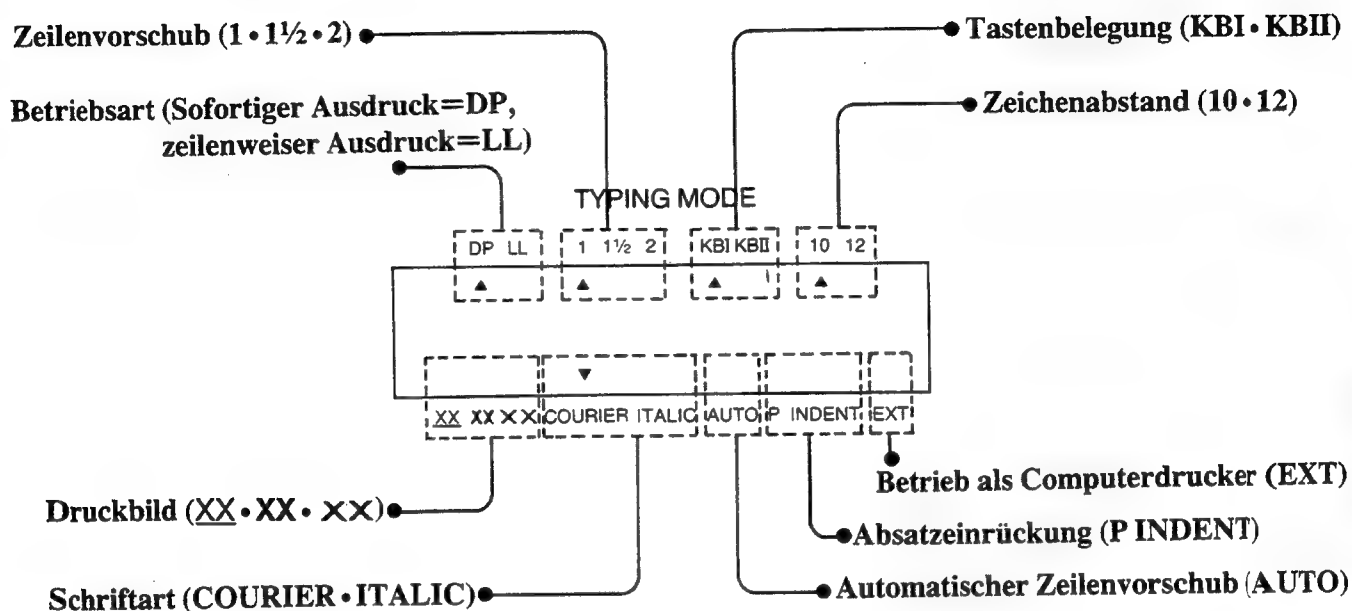 Zeilenvorschub (1 • 1½ • 2)
Tastenbelegung (KBI • KBII)
Betriebsart (Sofortiger Ausdruck=DP,
zeilenweiser Ausdruck=LL)
Zeichenabstand (10 • 12)
TYPING MODE
DP LL 1 1½ 2 KBI KBII 10 12
XX XX XX COURIER ITALIC AUTO P INDENT EXT
Betrieb als Computerdrucker (EXT)
Druckbild (XX • XX • XX)
Absatzeinrückung (P INDENT)
Schriftart (COURIER • ITALIC)
Automatischer Zeilenvorschub (AUTO)